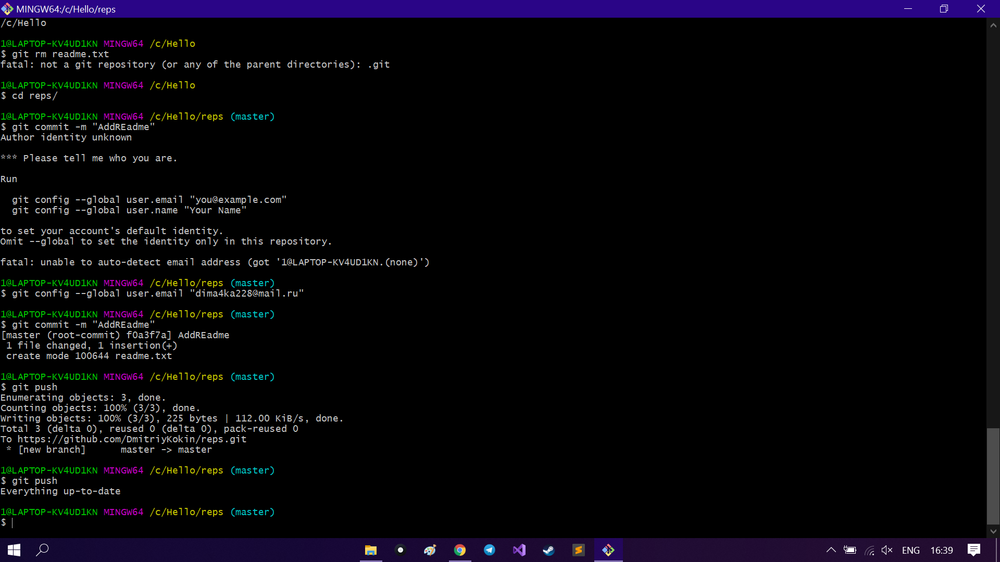 MINGW64:/c/Hello/reps
/c/Hello
1@LAPTOP-KV4UD1KN MINGW64 /c/Hello
$ git rm readme.txt
fatal: not a git repository (or any of the parent directories): .git
1@LAPTOP-KV4UD1KN MINGW64 /c/Hello
$ cd reps/
1@LAPTOP-KV4UD1KN MINGW64 /c/Hello/reps (master)
$ git commit -m "AddREadme"
Author identity unknown
*** Please tell me who you are.
Run
git config --global user.email "you@example.com"
git config --global user.name "Your Name"
to set your account's default identity.
Omit --global to set the identity only in this repository.
fatal: unable to auto-detect email address (got '1@LAPTOP-KV4UD1KN.(none)')
1@LAPTOP-KV4UD1KN MINGW64 /c/Hello/reps (master)
$ git config --global user.email "dima4ka228@mail.ru"
1@LAPTOP-KV4UD1KN MINGW64 /c/Hello/reps (master)
$ git commit -m "AddREadme"
[master (root-commit) f0a3f7a] AddREadme
1 file changed, 1 insertion(+)
create mode 100644 readme.txt
1@LAPTOP-KV4UD1KN MINGW64 /c/Hello/reps (master)
$ git push
Enumerating objects: 3, done.
Counting objects: 100% (3/3), done.
Writing objects: 100% (3/3), 225 bytes | 112.00 KiB/s, done.
Total 3 (delta 0), reused 0 (delta 0), pack-reused 0
To https://github.com/DmitriyKokin/reps.git
* [new branch]      master -> master
1@LAPTOP-KV4UD1KN MINGW64 /c/Hello/reps (master)
$ git push
Everything up-to-date
1@LAPTOP-KV4UD1KN MINGW64 /c/Hello/reps (master)
$
ENG 16:39